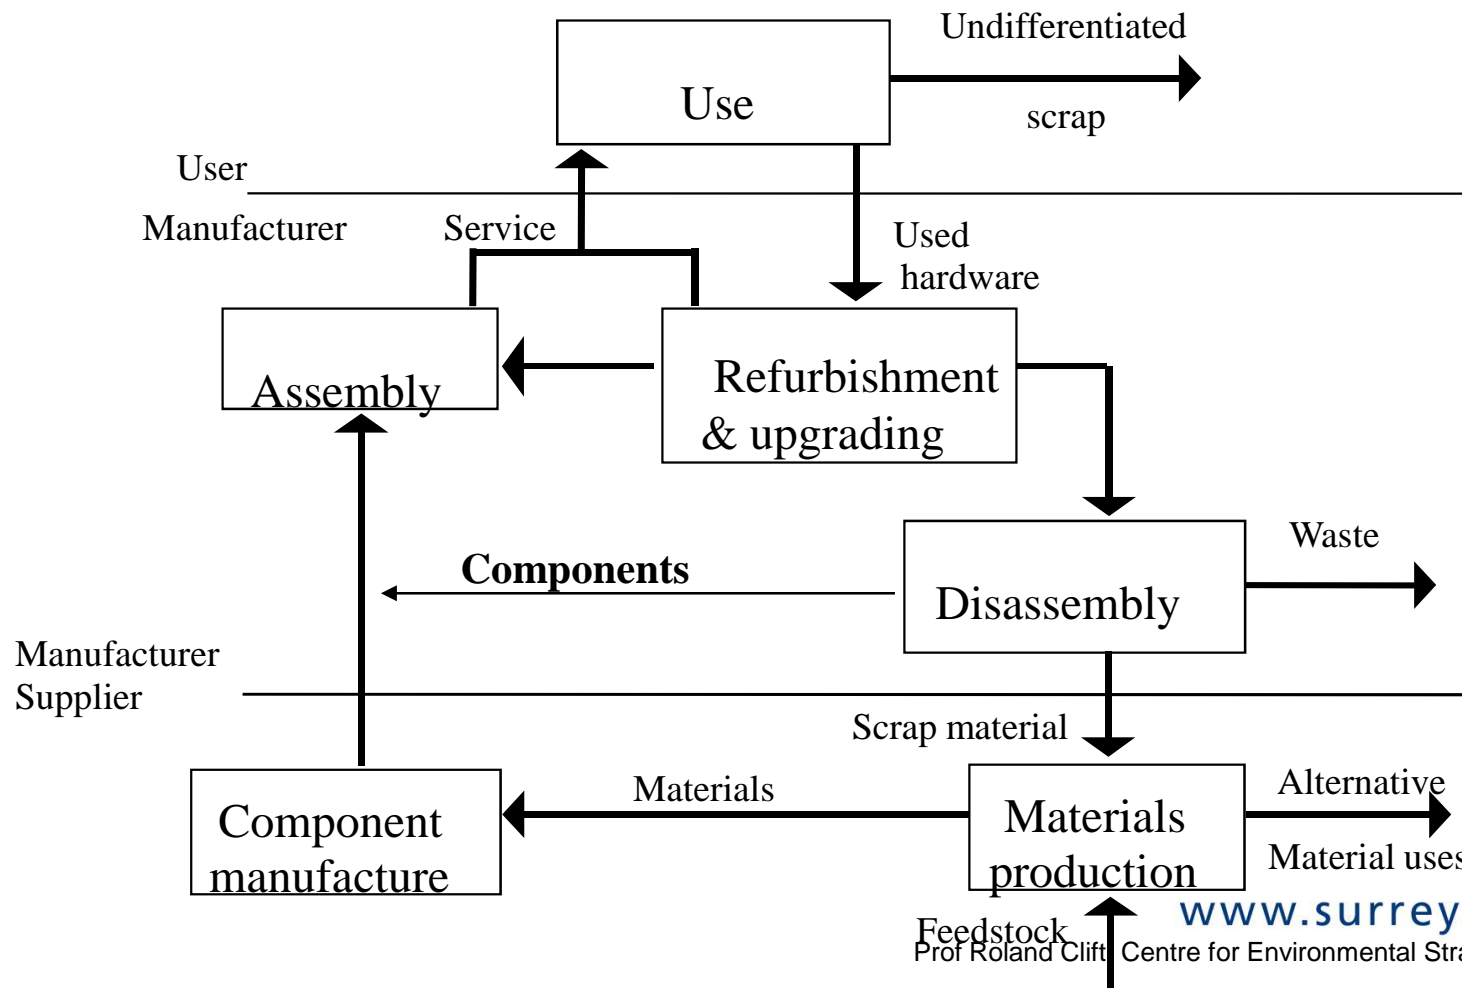 Undifferentiated
Use
scrap
User
Manufacturer
Service
Used
hardware
Assembly
Refurbishment
& upgrading
Waste
Components
Disassembly
Manufacturer
Supplier
Scrap material
Materials
Alternative
Component
manufacture
Materials
production
Material uses
www.surrey
Feedstock
Prof Roland Clift Centre for Environmental Stra